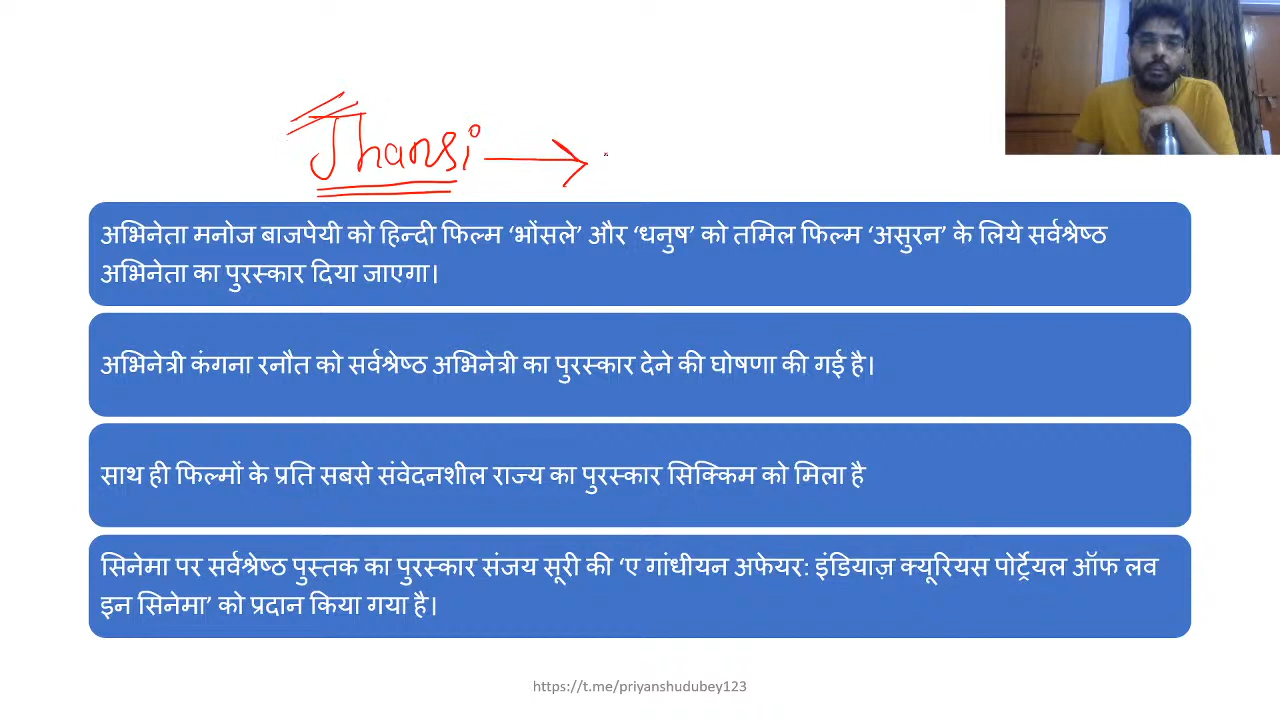 Jhansi
अभिनेता मनोज बाजपेयी को हिन्दी फिल्म ‘भोंसले’ और ‘धनुष’ को तमिल फिल्म ‘असुरन’ के लिये सर्वश्रेष्ठ
अभिनेता का पुरस्कार दिया जाएगा।
अभिनेत्री कंगना रनौत को सर्वश्रेष्ठ अभिनेत्री का पुरस्कार देने की घोषणा की गई है।
साथ ही फिल्मों के प्रति सबसे संवेदनशील राज्य का पुरस्कार सिक्किम को मिला है
सिनेमा पर सर्वश्रेष्ठ पुस्तक का पुरस्कार संजय सूरी की ‘ए गांधीयन अफेयर: इंडियाज़ क्यूरियस पोर्ट्रेयल ऑफ लव
इन सिनेमा’ को प्रदान किया गया है।
https://t.me/priyanshudubey123